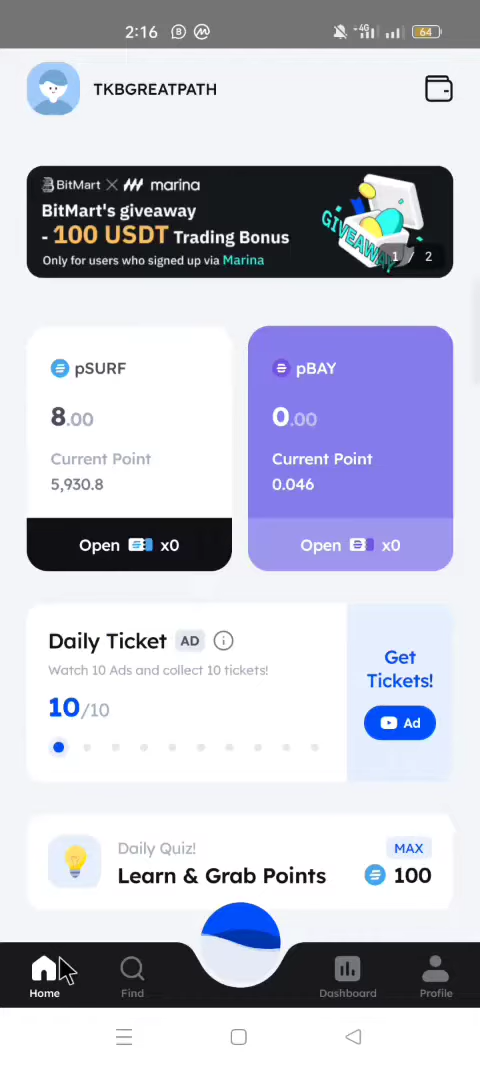 2:16
4G
64
TKBGREATPATH
BitMart X marina
BitMart's giveaway
- 100 USDT Trading Bonus
Only for users who signed up via Marina
GIVEAWAY
1 / 2
pSURF
8.00
Current Point
5,930.8
Open x0
pBAY
0.00
Current Point
0.046
Open x0
Daily Ticket AD
Watch 10 Ads and collect 10 tickets!
10/10
Get
Tickets!
Ad
Daily Quiz!
Learn & Grab Points
MAX
100
Home
Find
Dashboard
Profile